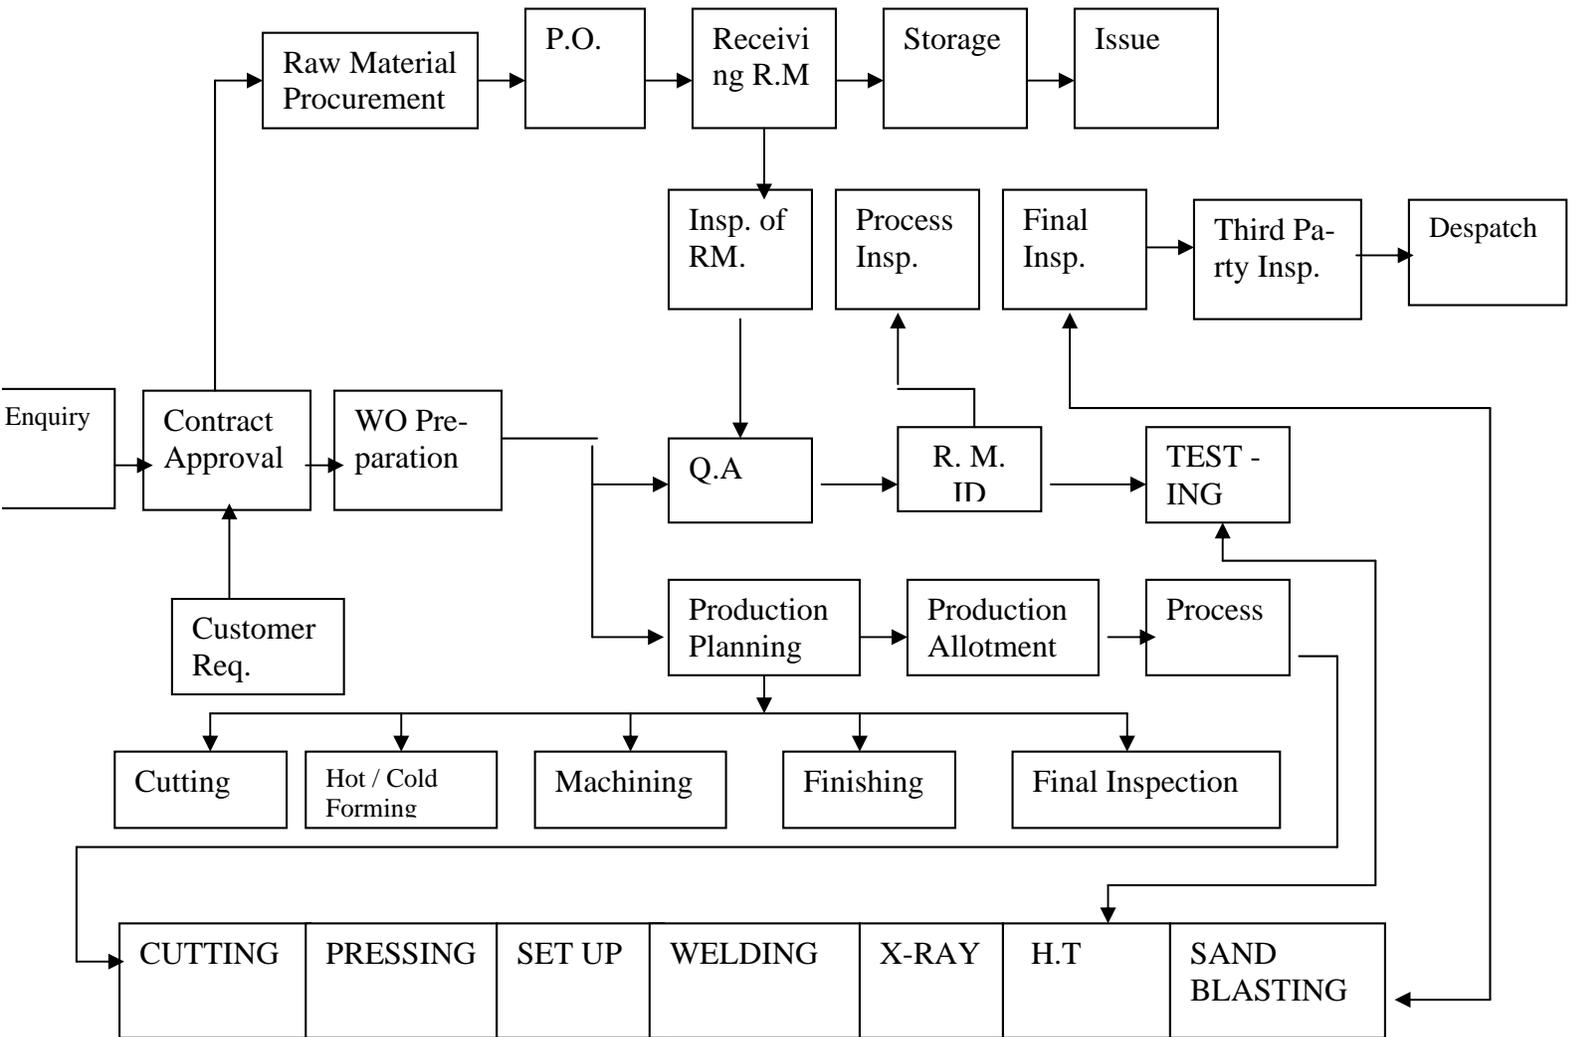 Raw Material
Procurement
P.O.
Receivi
ng R.M
Storage
Issue
Insp. of
RM.
Process
Insp.
Final
Insp.
Third Pa-
rty Insp.
Despatch
Enquiry
Contract
Approval
WO Pre-
paration
Q.A
R. M.
ID
TEST -
ING
Customer
Req.
Production
Planning
Production
Allotment
Process
Cutting
Hot / Cold
Forming
Machining
Finishing
Final Inspection
CUTTING
PRESSING
SET UP
WELDING
X-RAY
H.T
SAND
BLASTING